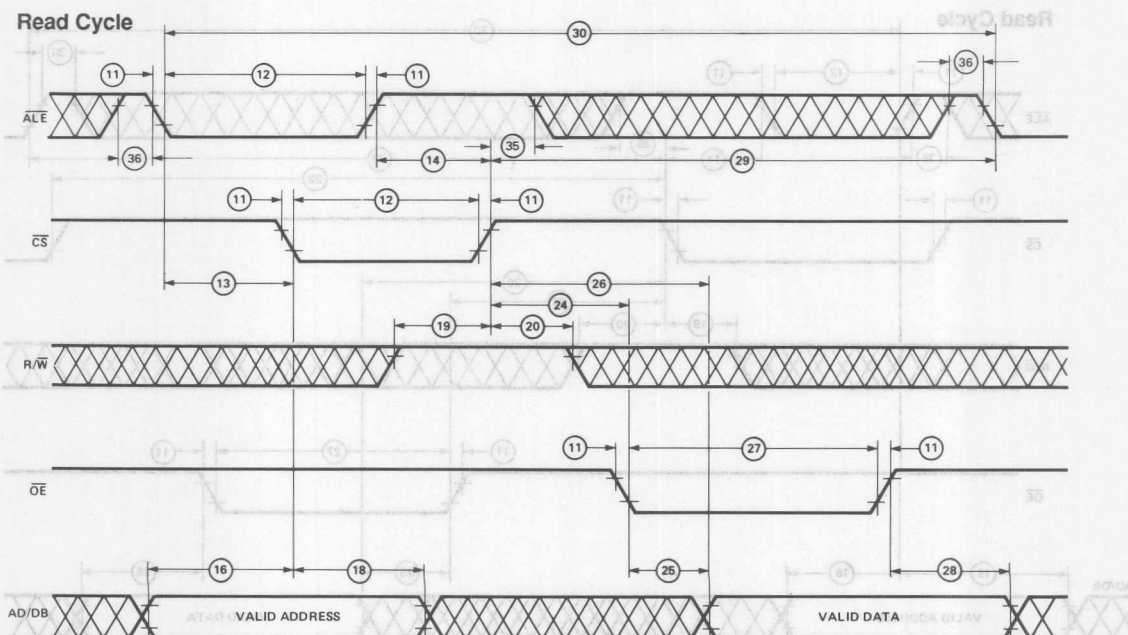 Read Cycle
30
11 12 11 36
ALE
36 14 35 29
11 12 11
CS
13 26
24
19 20
R/W
11 27 11
OE
16 18 25 28
AD/DB VALID ADDRESS VALID DATA